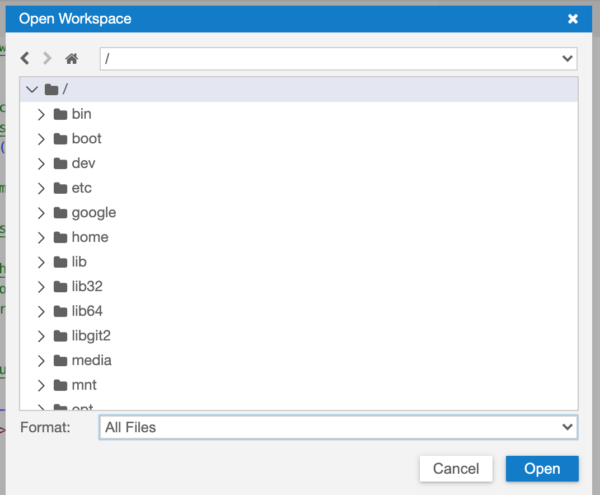 Open Workspace
/
/
bin
boot
dev
etc
google
home
lib
lib32
lib64
libgit2
media
mnt
opt
Format: All Files
Cancel Open